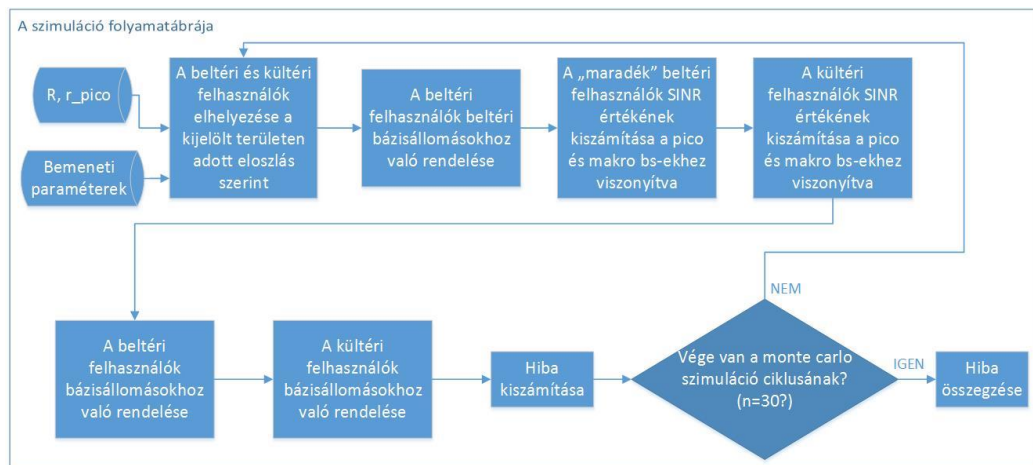 A szimuláció folyamatábrája
R, r_pico
Bemeneti
paraméterek
A beltéri és kültéri
felhasználók
elhelyezése a
kijelölt területen
adott eloszlás
szerint
A beltéri
felhasználók beltéri
bázisállomásokhoz
való rendelése
A „maradék” beltéri
felhasználók SINR
értékének
kiszámítása a pico
és makro bs-ekhez
viszonyítva
A kültéri
felhasználók SINR
értékének
kiszámítása a pico
és makro bs-ekhez
viszonyítva
A beltéri
felhasználók
bázisállomásokhoz
való rendelése
A kültéri
felhasználók
bázisállomásokhoz
való rendelése
Hiba
kiszámítása
Vége van a monte carlo
szimuláció ciklusának?
(n=30?)
NEM
IGEN
Hiba
összegzése